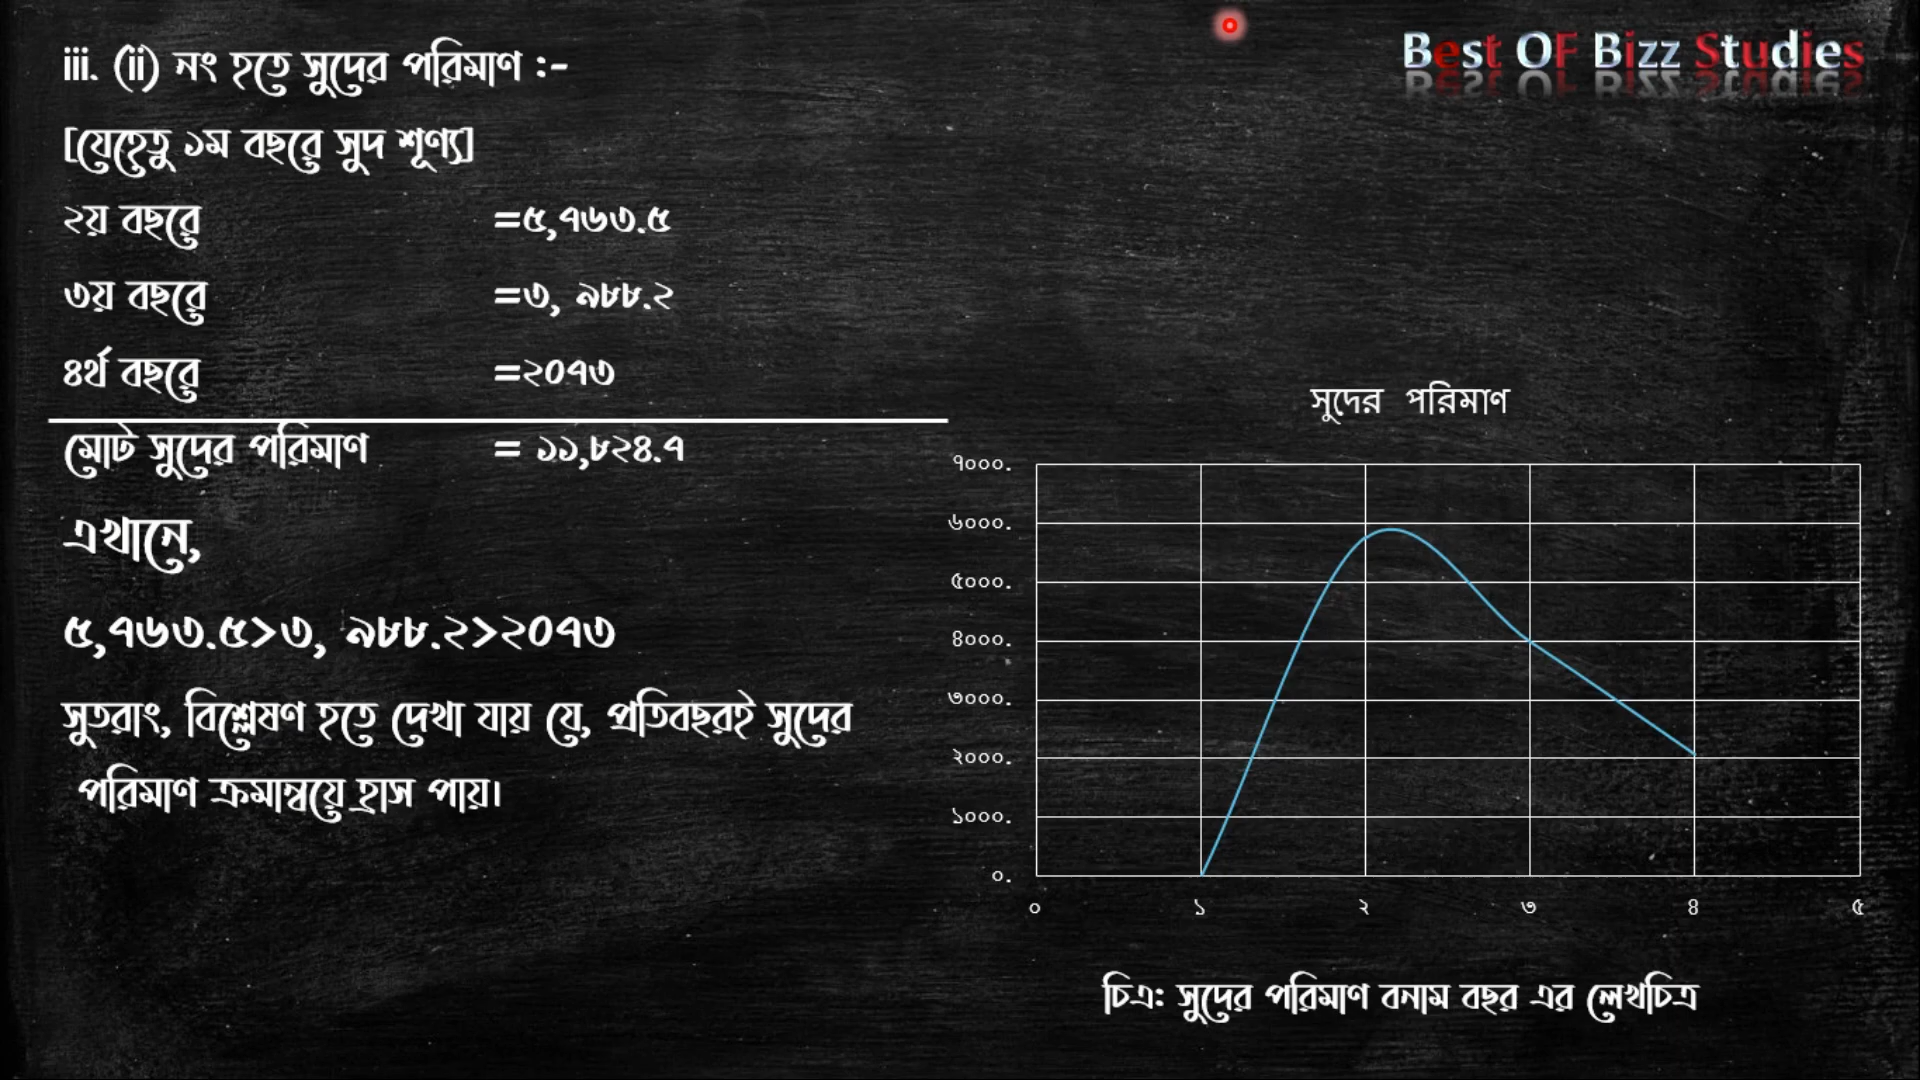 iii. (ii) নং হতে সুদের পরিমাণ :-
Best OF Bizz Studies
[যেহেতু ১ম বছরে সুদ শূণ্য]
২য় বছরে =৫,৭৬৩.৫
৩য় বছরে =৩, ৯৮৮.২
৪র্থ বছরে =২০৭৩
মোট সুদের পরিমাণ = ১১,৮২৪.৭
এখানে,
৫,৭৬৩.৫>৩, ৯৮৮.২>২০৭৩
সুতরাং, বিশ্লেষণ হতে দেখা যায় যে, প্রতিবছরই সুদের
পরিমাণ ক্রমান্বয়ে হ্রাস পায়।
সুদের পরিমাণ
৭০০০.
৬০০০.
৫০০০.
৪০০০.
৩০০০.
২০০০.
১০০০.
০.
০ ১ ২ ৩ ৪ ৫
চিত্র: সুদের পরিমাণ বনাম বছর এর লেখচিত্র